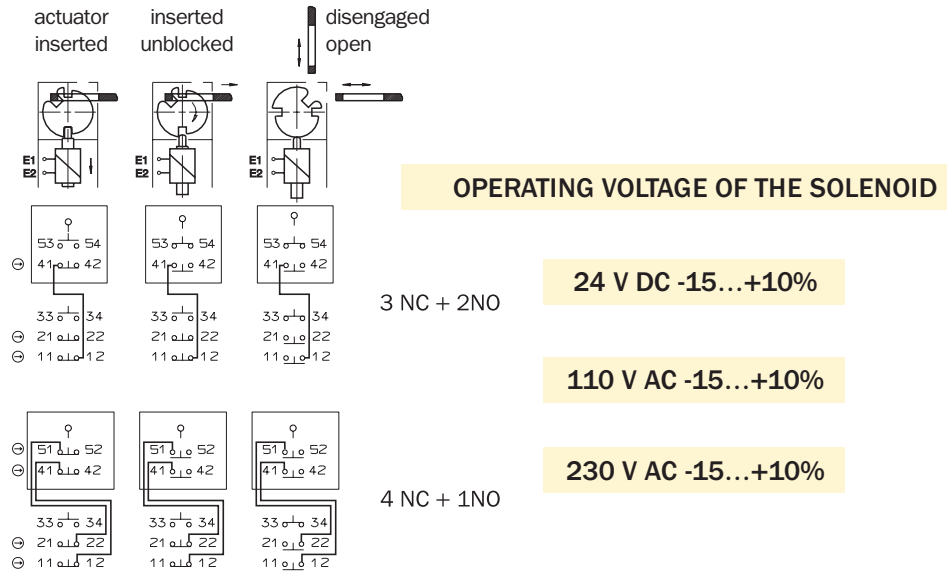 actuator inserted
inserted unblocked
disengaged open
E1
E2
E1
E2
E1
E2
OPERATING VOLTAGE OF THE SOLENOID
53 54
53 54
53 54
41 42
41 42
41 42
24 V DC -15…+10%
3 NC + 2NO
33 34
33 34
33 34
21 22
21 22
21 22
11 12
11 12
11 12
110 V AC -15…+10%
51 52
51 52
51 52
41 42
41 42
41 42
230 V AC -15…+10%
4 NC + 1NO
33 34
33 34
33 34
21 22
21 22
21 22
11 12
11 12
11 12